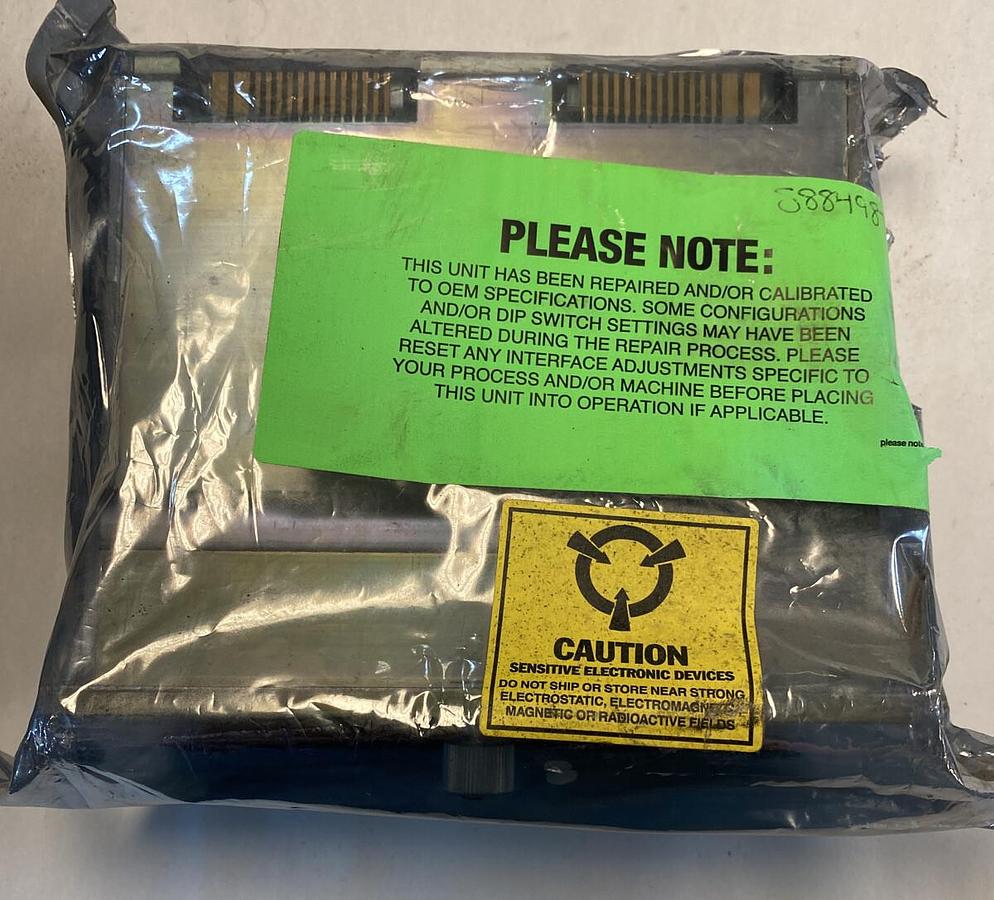 PLEASE NOTE:
THIS UNIT HAS BEEN REPAIRED AND/OR CALIBRATED
TO OEM SPECIFICATIONS. SOME CONFIGURATIONS
AND/OR DIP SWITCH SETTINGS MAY HAVE BEEN
ALTERED DURING THE REPAIR PROCESS. PLEASE
RESET ANY INTERFACE ADJUSTMENTS SPECIFIC TO
YOUR PROCESS AND/OR MACHINE BEFORE PLACING
THIS UNIT INTO OPERATION IF APPLICABLE.
please
CAUTION
SENSITIVE ELECTRONIC DEVICES
DO NOT SHIP OR STORE NEAR STRONG
ELECTROSTATIC,
MAGNETIC OR RADIOACTIVE FIELDS